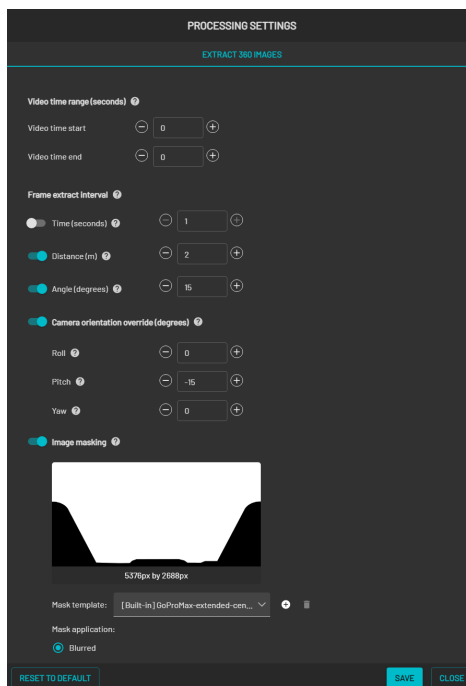 PROCESSING SETTINGS
EXTRACT 360 IMAGES
Video time range (seconds) ?
Video time start 0
Video time end 0
Frame extract interval ?
Time (seconds) ? 1
Distance (m) ? 2
Angle (degrees) ? 15
Camera orientation override (degrees) ?
Roll ? 0
Pitch ? -15
Yaw ? 0
Image masking ?
5376px by 2688px
Mask template: [Built-in] GoProMax-extended-cen...
Mask application:
Blurred
RESET TO DEFAULT SAVE CLOSE